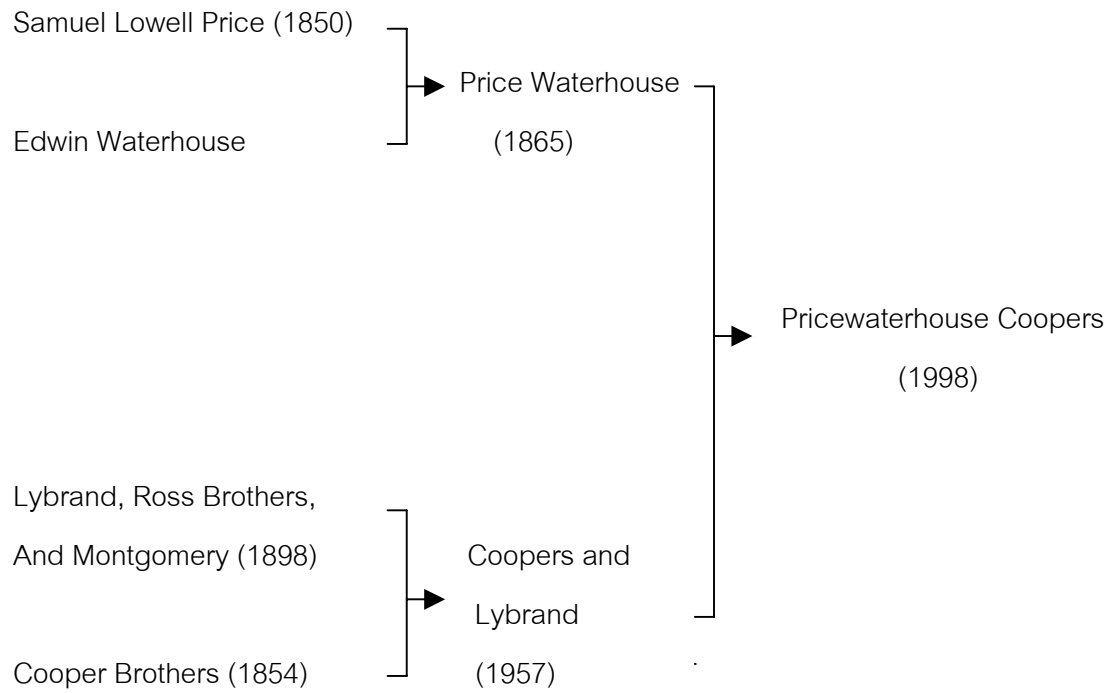 Samuel Lowell Price (1850)
Edwin Waterhouse
Price Waterhouse
(1865)
Lybrand, Ross Brothers,
And Montgomery (1898)
Cooper Brothers (1854)
Coopers and
Lybrand
(1957)
.
Pricewaterhouse Coopers
(1998)